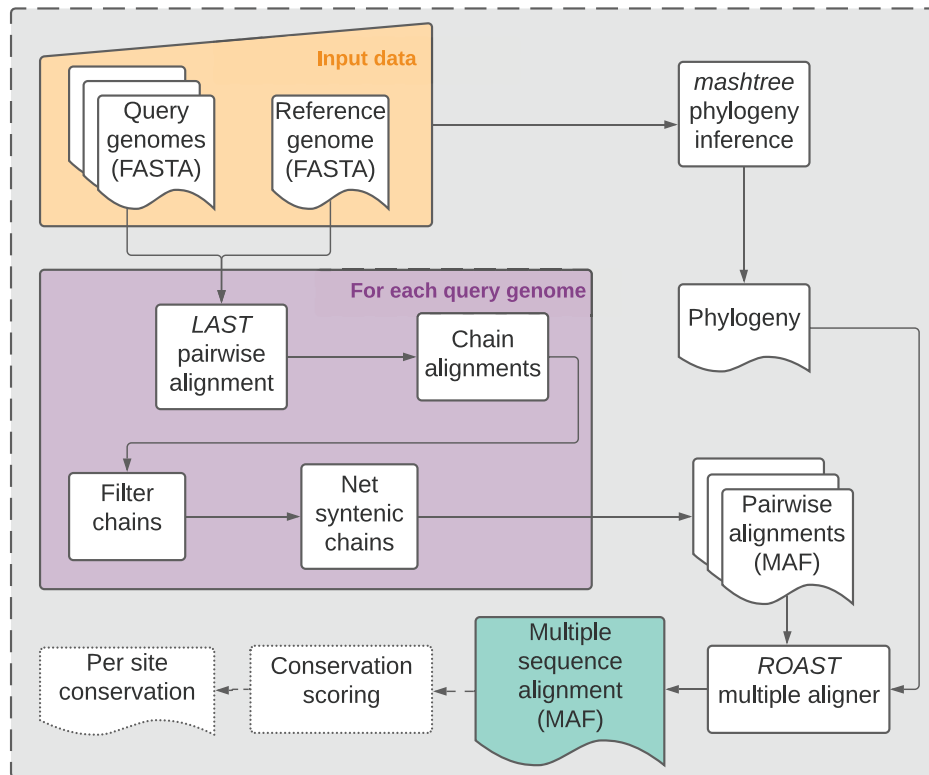 Input data
Query
genomes
(FASTA)
Reference
genome
(FASTA)
mashtree
phylogeny
inference
For each query genome
LAST
pairwise
alignment
Chain
alignments
Phylogeny
Filter
chains
Net
syntenic
chains
Pairwise
alignments
(MAF)
Per site
conservation
Conservation
scoring
Multiple
sequence
alignment
(MAF)
ROAST
multiple aligner